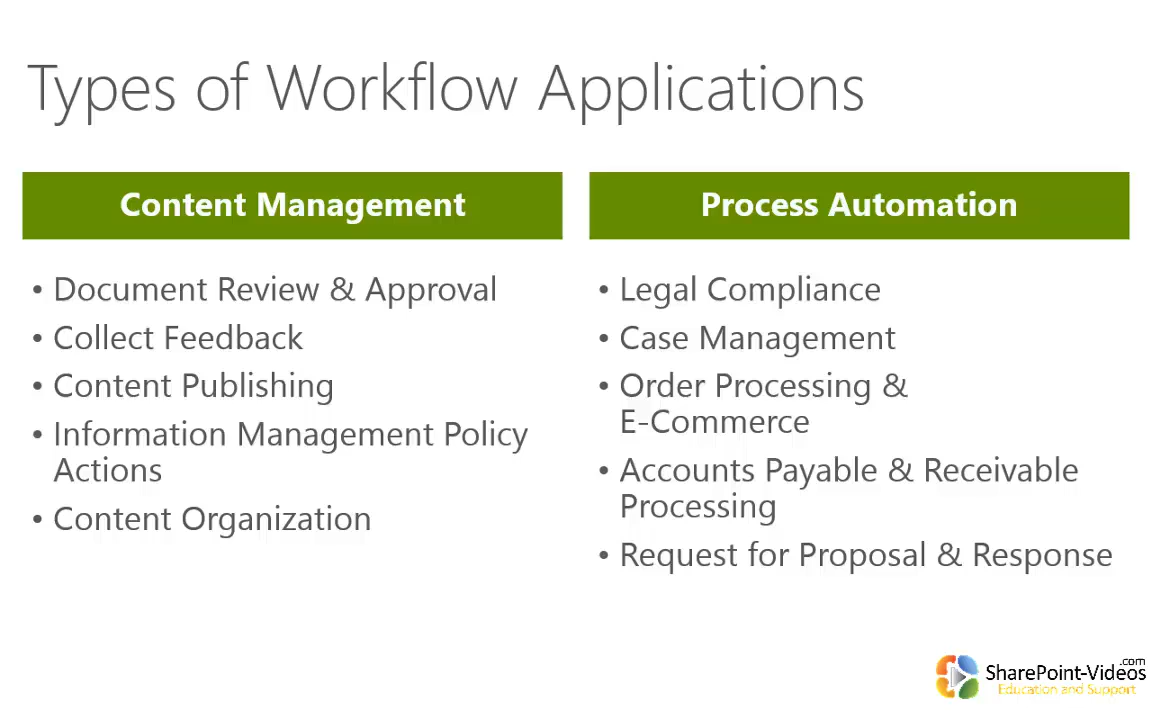 Types of Workflow Applications
Content Management
• Document Review & Approval
• Collect Feedback
• Content Publishing
• Information Management Policy
Actions
• Content Organization
Process Automation
• Legal Compliance
• Case Management
• Order Processing &
E-Commerce
• Accounts Payable & Receivable
Processing
• Request for Proposal & Response
.com
SharePoint-Videos
Education and Support